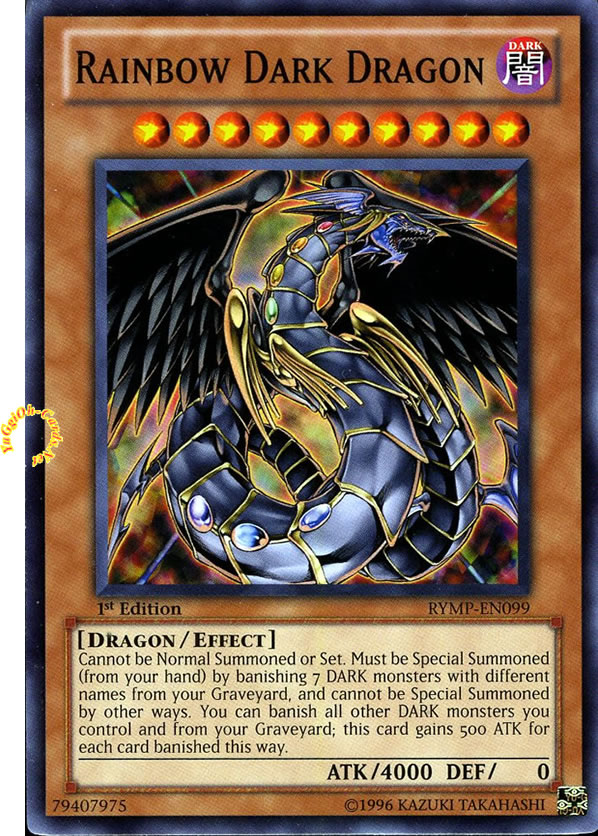 RAINBOW DARK DRAGON
DARK
闇
YuGgiOh-Cards.Net
1st Edition
RYMP-EN099
[DRAGON / EFFECT]
Cannot be Normal Summoned or Set. Must be Special Summoned
(from your hand) by banishing 7 DARK monsters with different
names from your Graveyard, and cannot be Special Summoned
by other ways. You can banish all other DARK monsters you
control and from your Graveyard; this card gains 500 ATK for
each card banished this way.
ATK/4000 DEF/ 0
79407975
©1996 KAZUKI TAKAHASHI